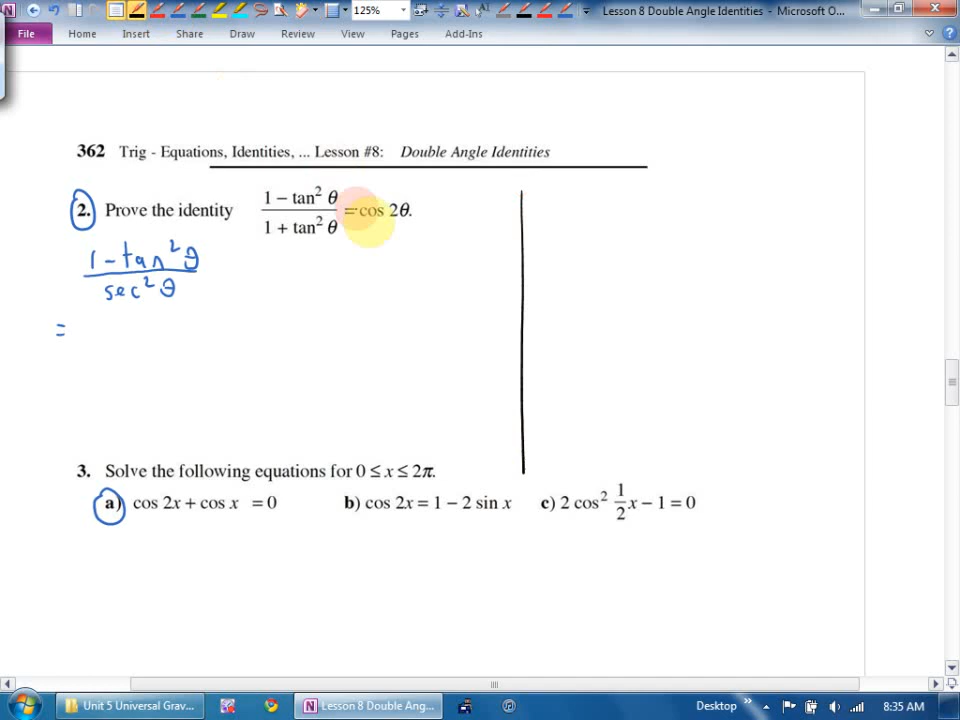 125%
Lesson 8 Double Angle Identities - Microsoft O...
File Home Insert Share Draw Review View Pages Add-Ins
362 Trig - Equations, Identities, ... Lesson #8: Double Angle Identities
2. Prove the identity (1 − tan² θ)/(1 + tan² θ) = cos 2θ.
1 - tan² θ
sec² θ
=
3. Solve the following equations for 0 ≤ x ≤ 2π.
a) cos 2x + cos x = 0 b) cos 2x = 1 − 2 sin x c) 2 cos² 1/2 x − 1 = 0
Unit 5 Universal Grav... Lesson 8 Double Ang... Desktop 8:35 AM